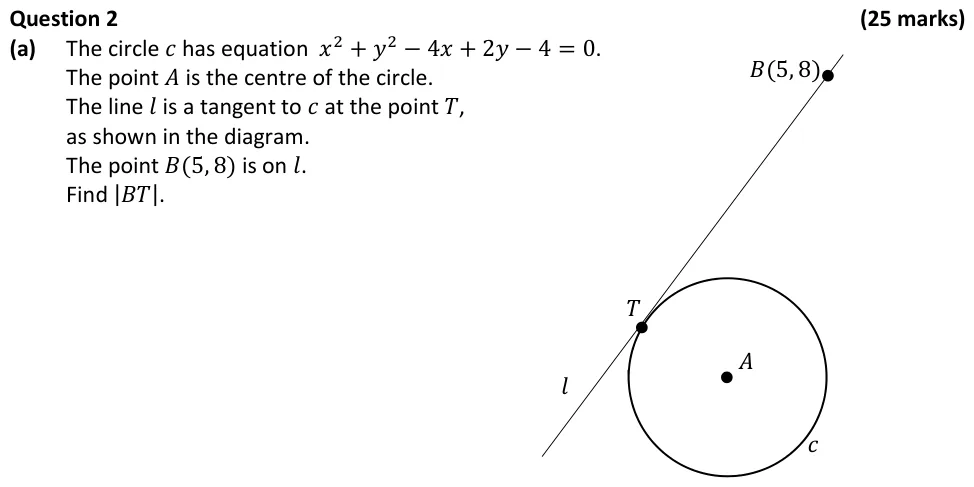 Question 2 (25 marks)
(a) The circle c has equation x² + y² − 4x + 2y − 4 = 0.
The point A is the centre of the circle.
The line l is a tangent to c at the point T,
as shown in the diagram.
The point B(5, 8) is on l.
Find |BT|.
B(5, 8)
T
A
l
c